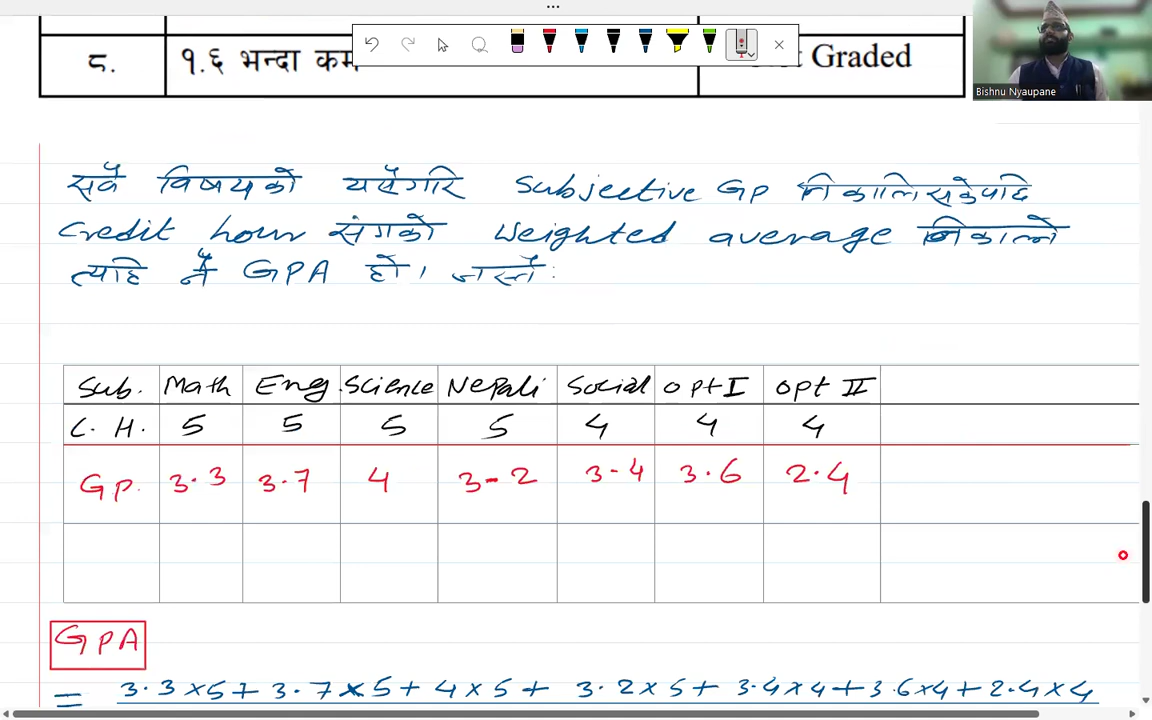 ...
८. १.६ भन्दा कम Graded
Bishnu Nyaupane
सबै विषयको यसैगरि Subjective GP निकालिसकेपछि
Credit hour संगको Weighted average निकाल्ने
त्यहि नै GPA हो। जस्तै:
Sub. Math Eng. Science Nepali Social Opt I Opt II
C. H. 5 5 5 5 4 4 4
GP. 3.3 3.7 4 3.2 3.4 3.6 2.4
GPA
= 3.3×5+3.7×5+4×5+ 3.2×5+3.4×4+3.6×4+2.4×4